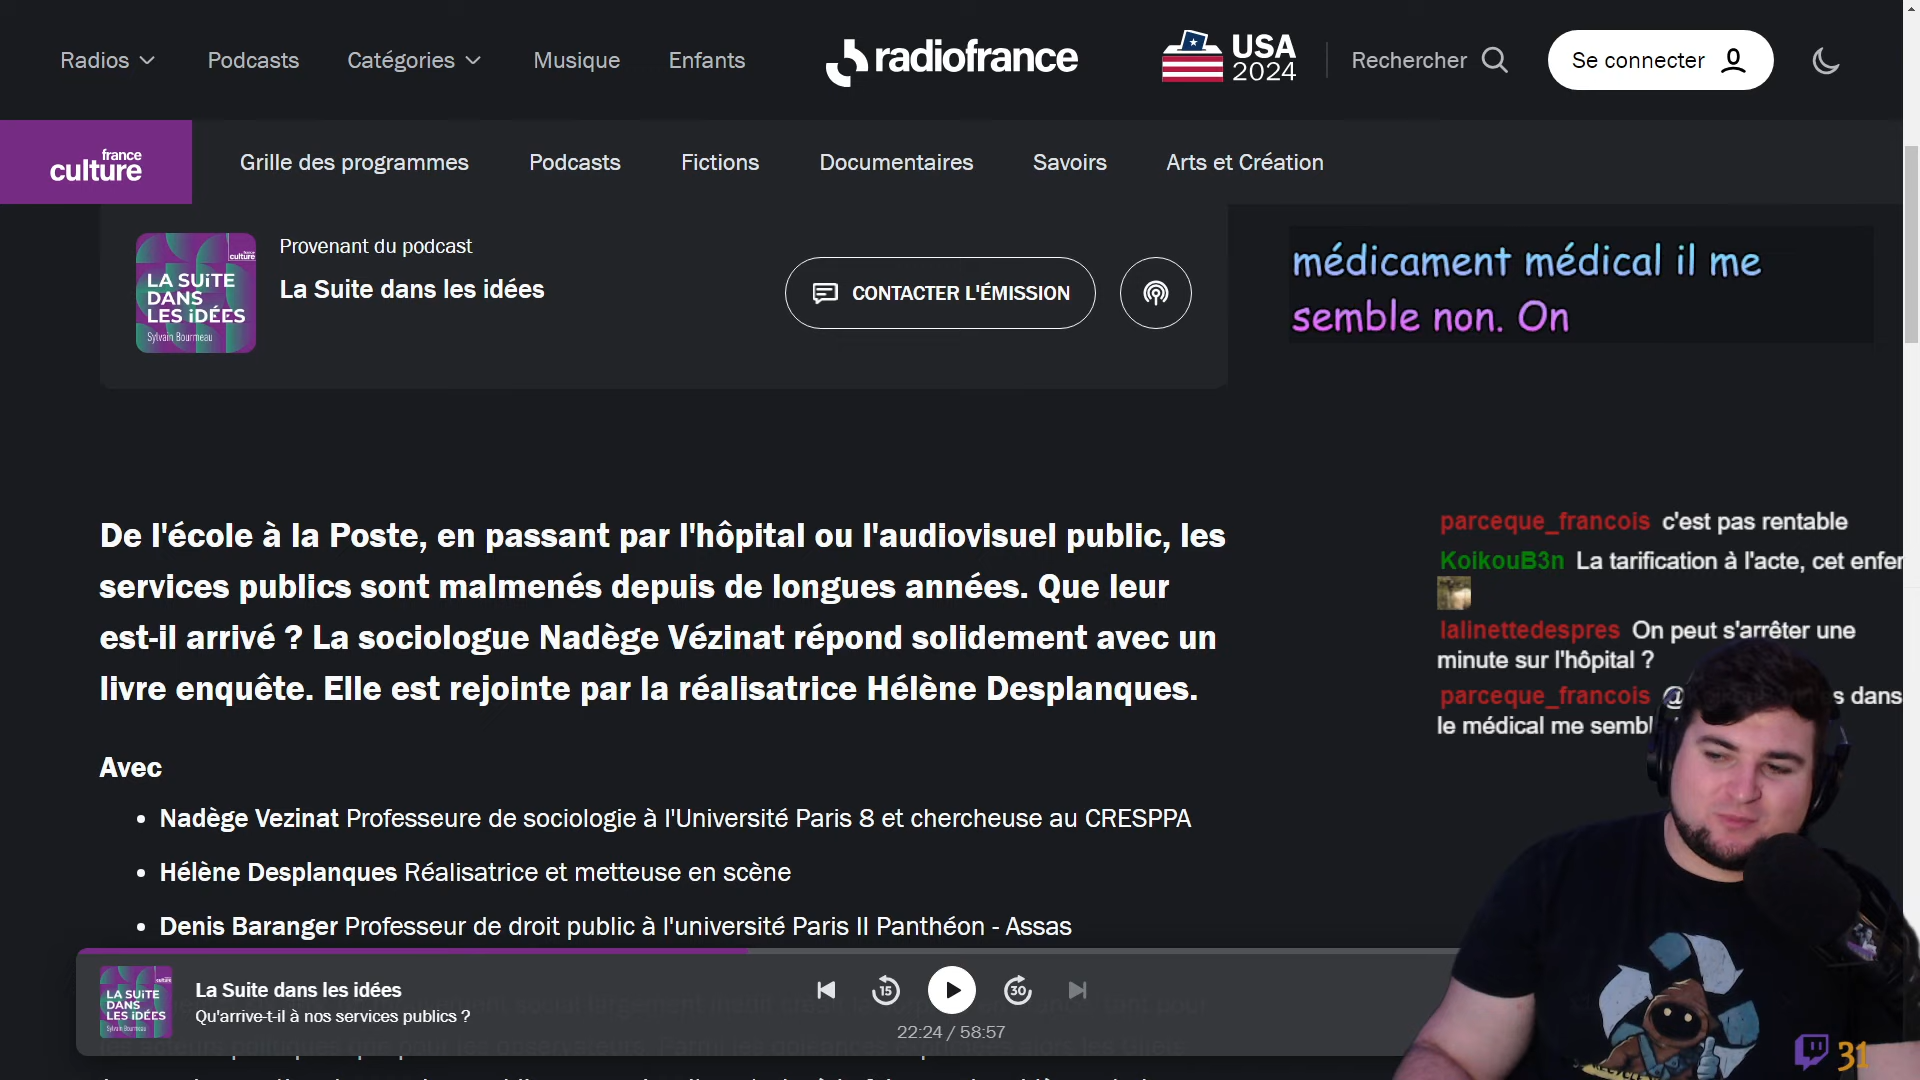 Radios Podcasts Catégories Musique Enfants radiofrance USA 2024 Rechercher Se connecter
france culture Grille des programmes Podcasts Fictions Documentaires Savoirs Arts et Création
culture
LA SUiTE
DANS
LES iDÉES
Sylvain Bourmeau
Provenant du podcast
La Suite dans les idées
CONTACTER L'ÉMISSION
médicament médical il me
semble non. On
De l'école à la Poste, en passant par l'hôpital ou l'audiovisuel public, les
services publics sont malmenés depuis de longues années. Que leur
est-il arrivé ? La sociologue Nadège Vézinat répond solidement avec un
livre enquête. Elle est rejointe par la réalisatrice Hélène Desplanques.
parceque_francois c'est pas rentable
KoikouB3n La tarification à l'acte, cet enfer
lalinettedespres On peut s'arrêter une
minute sur l'hôpital ?
parceque_francois @ s dans
le médical me sembl
Avec
Nadège Vezinat Professeure de sociologie à l'Université Paris 8 et chercheuse au CRESPPA
Hélène Desplanques Réalisatrice et metteuse en scène
Denis Baranger Professeur de droit public à l'université Paris II Panthéon - Assas
LA SUiTE
DANS
LES iDÉES
La Suite dans les idées
Qu'arrive-t-il à nos services publics ?
15
30
22:24 / 58:57
31